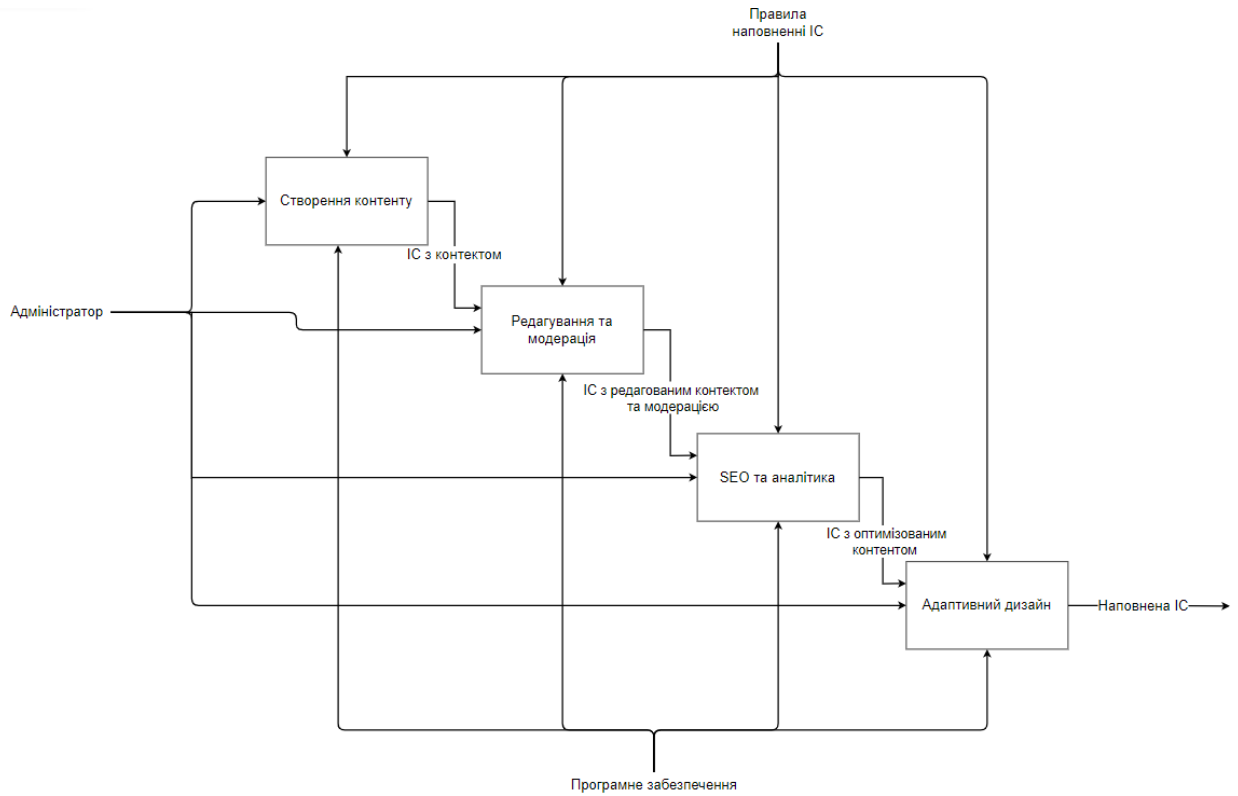 Правила
наповненні ІС
Створення контенту
ІС з контектом
Адміністратор
Редагування та
модерація
ІС з редагованим контектом
та модерацією
SEO та аналітика
ІС з оптимізованим
контентом
Адаптивний дизайн
Наповнена ІС
Програмне забезпечення